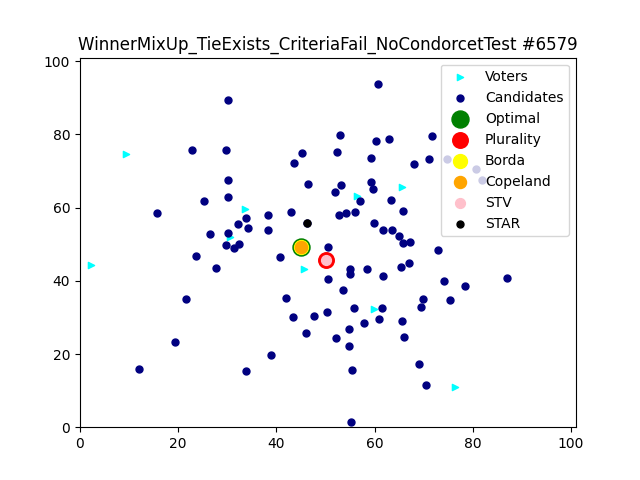 WinnerMixUp_TieExists_CriteriaFail_NoCondorcetTest #6579
100
80
60
40
20
0
0 20 40 60 80 100
Voters
Candidates
Optimal
Plurality
Borda
Copeland
STV
STAR